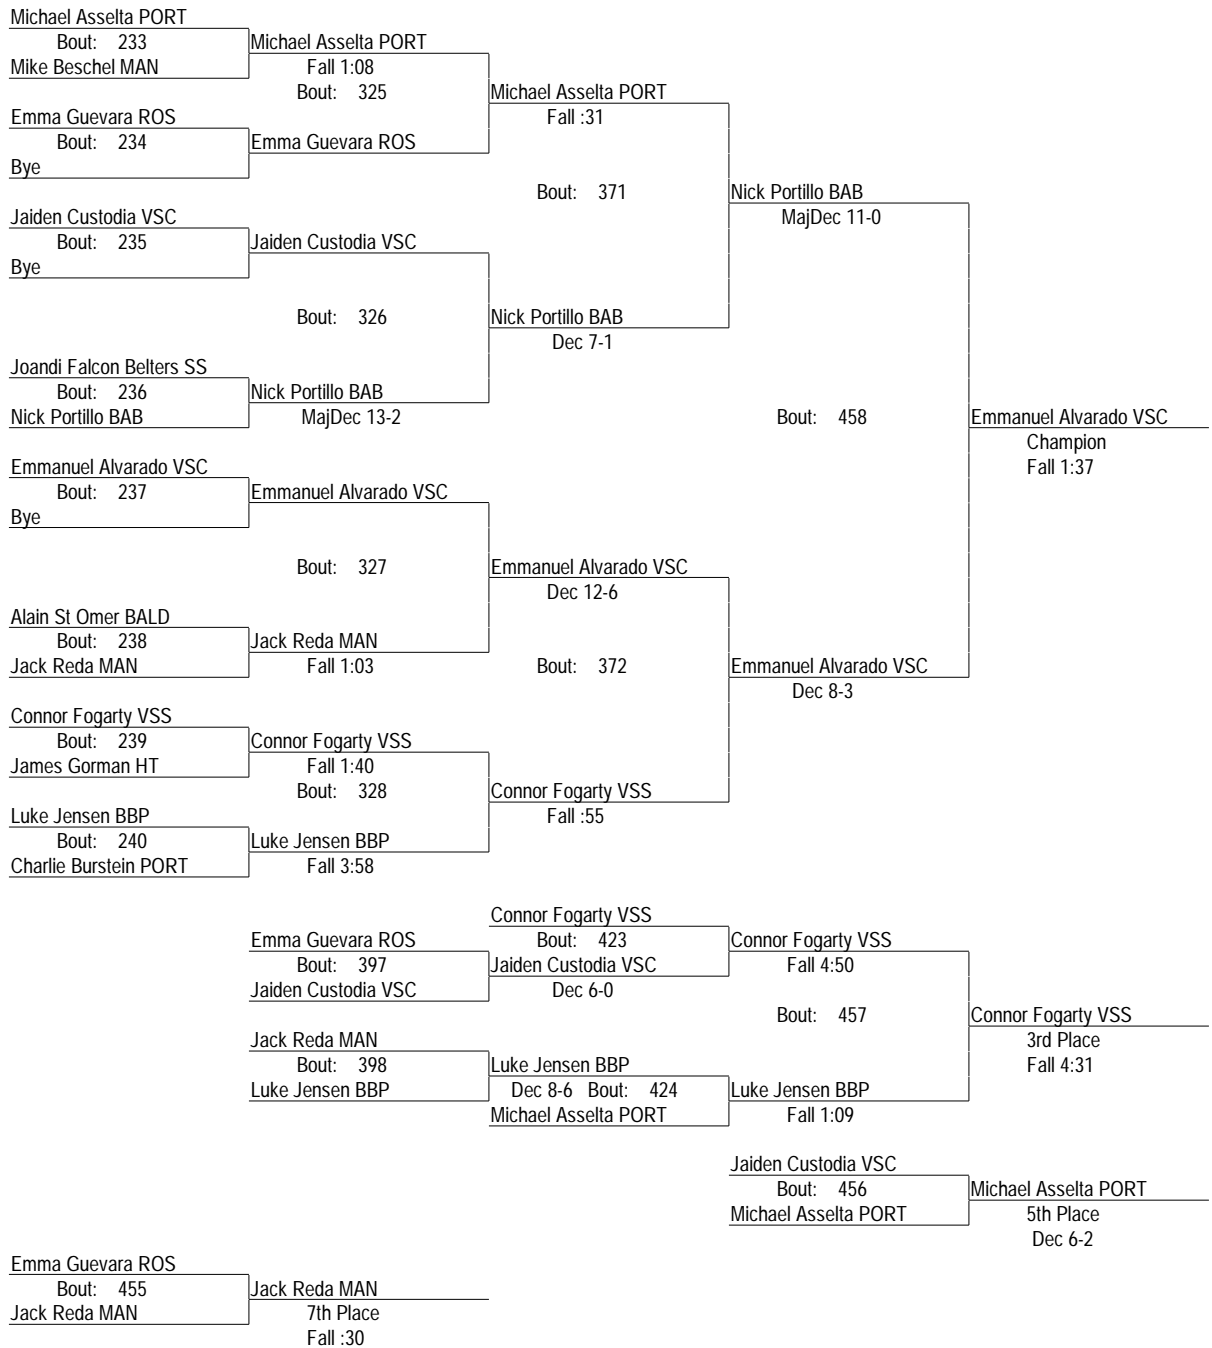 Michael Asselta PORT
Bout: 233 Michael Asselta PORT
Mike Beschel MAN Fall 1:08
Bout: 325 Michael Asselta PORT
Emma Guevara ROS Fall :31
Bout: 234 Emma Guevara ROS
Bye
Bout: 371 Nick Portillo BAB
Jaiden Custodia VSC MajDec 11-0
Bout: 235 Jaiden Custodia VSC
Bye
Bout: 326 Nick Portillo BAB
Dec 7-1
Joandi Falcon Belters SS
Bout: 236 Nick Portillo BAB
Nick Portillo BAB MajDec 13-2 Bout: 458 Emmanuel Alvarado VSC
Champion
Emmanuel Alvarado VSC Fall 1:37
Bout: 237 Emmanuel Alvarado VSC
Bye
Bout: 327 Emmanuel Alvarado VSC
Dec 12-6
Alain St Omer BALD
Bout: 238 Jack Reda MAN
Jack Reda MAN Fall 1:03 Bout: 372 Emmanuel Alvarado VSC
Dec 8-3
Connor Fogarty VSS
Bout: 239 Connor Fogarty VSS
James Gorman HT Fall 1:40
Bout: 328 Connor Fogarty VSS
Luke Jensen BBP Fall :55
Bout: 240 Luke Jensen BBP
Charlie Burstein PORT Fall 3:58
Connor Fogarty VSS
Emma Guevara ROS Bout: 423 Connor Fogarty VSS
Bout: 397 Jaiden Custodia VSC Fall 4:50
Jaiden Custodia VSC Dec 6-0
Bout: 457 Connor Fogarty VSS
Jack Reda MAN 3rd Place
Bout: 398 Luke Jensen BBP Fall 4:31
Luke Jensen BBP Dec 8-6 Bout: 424 Luke Jensen BBP
Michael Asselta PORT Fall 1:09
Jaiden Custodia VSC
Bout: 456 Michael Asselta PORT
Michael Asselta PORT 5th Place
Dec 6-2
Emma Guevara ROS
Bout: 455 Jack Reda MAN
Jack Reda MAN 7th Place
Fall :30